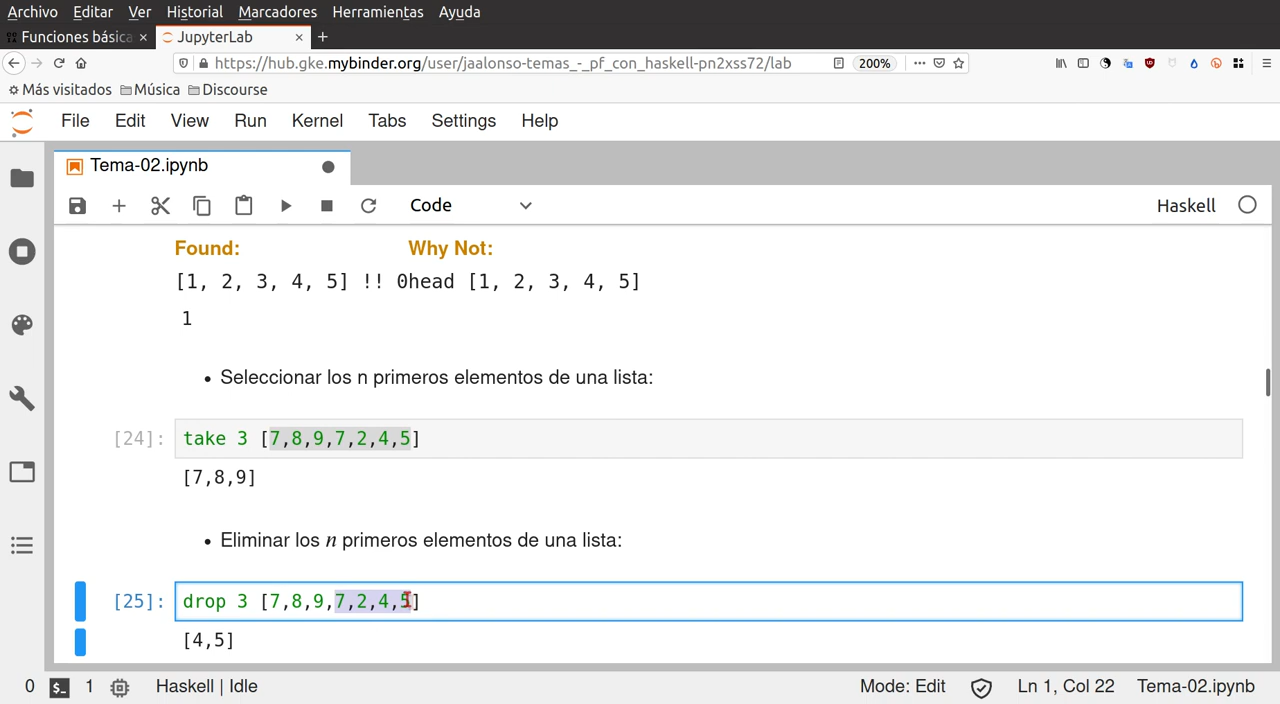 Archivo Editar Ver Historial Marcadores Herramientas Ayuda
Funciones básica × JupyterLab × +
https://hub.gke.mybinder.org/user/jaalonso-temas_-_pf_con_haskell-pn2xss72/lab 200%
Más visitados Música Discourse
File Edit View Run Kernel Tabs Settings Help
Tema-02.ipynb
Code Haskell
Found: Why Not:
[1, 2, 3, 4, 5] !! 0head [1, 2, 3, 4, 5]
1
• Seleccionar los n primeros elementos de una lista:
[24]: take 3 [7,8,9,7,2,4,5]
[7,8,9]
• Eliminar los n primeros elementos de una lista:
[25]: drop 3 [7,8,9,7,2,4,5]
[4,5]
0 $_ 1 Haskell | Idle Mode: Edit Ln 1, Col 22 Tema-02.ipynb